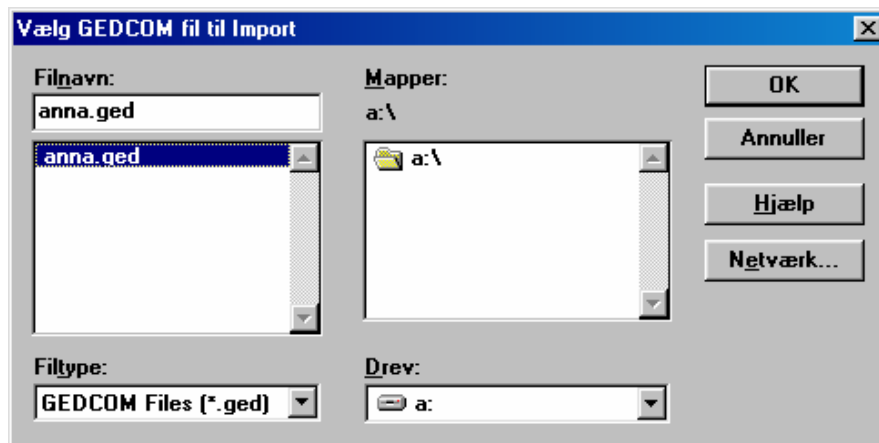 Vælg GEDCOM fil til Import
Filnavn:
anna.ged
anna.ged
Filtype:
GEDCOM Files (*.ged)
Mapper:
a:\
a:\
Drev:
a:
OK
Annuller
Hjælp
Netværk...